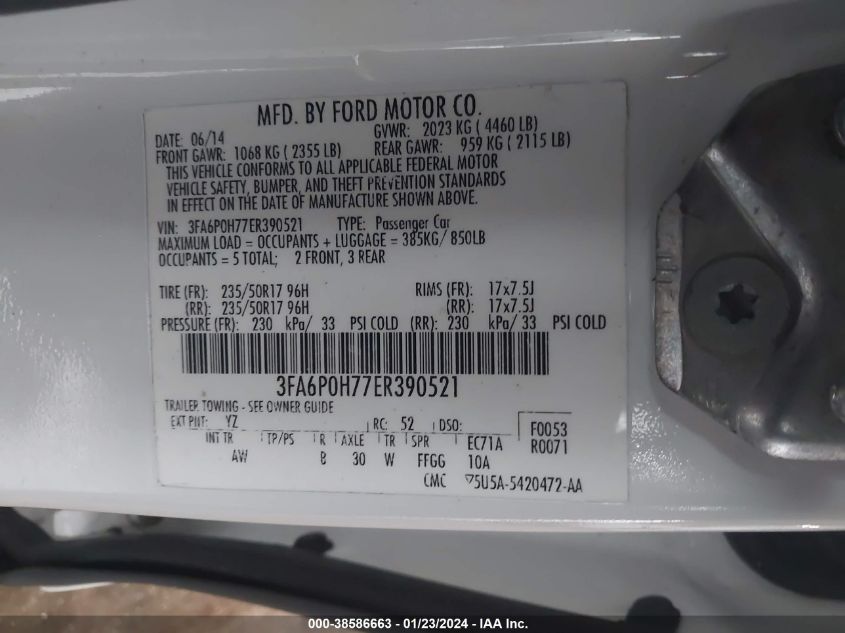 MFD. BY FORD MOTOR CO.
DATE: 06/14 GVWR: 2023 KG ( 4460 LB)
FRONT GAWR: 1068 KG ( 2355 LB) REAR GAWR: 959 KG ( 2115 LB)
THIS VEHICLE CONFORMS TO ALL APPLICABLE FEDERAL MOTOR
VEHICLE SAFETY, BUMPER, AND THEFT PREVENTION STANDARDS
IN EFFECT ON THE DATE OF MANUFACTURE SHOWN ABOVE.
VIN: 3FA6P0H77ER390521 TYPE: Passenger Car
MAXIMUM LOAD = OCCUPANTS + LUGGAGE = 385KG/ 850LB
OCCUPANTS = 5 TOTAL; 2 FRONT, 3 REAR
TIRE (FR): 235/50R17 96H RIMS (FR): 17x7.5J
(RR): 235/50R17 96H (RR): 17x7.5J
PRESSURE (FR): 230 kPa/ 33 PSI COLD (RR): 230 kPa/ 33 PSI COLD
3FA6P0H77ER390521
TRAILER TOWING - SEE OWNER GUIDE
EXT PNT: YZ RC: 52 DSO: F0053
INT TR TP/PS R AXLE TR SPR EC71A R0071
AW B 30 W FFGG 10A
CMC ▽5U5A-5420472-AA
000-38586663 - 01/23/2024 - IAA Inc.